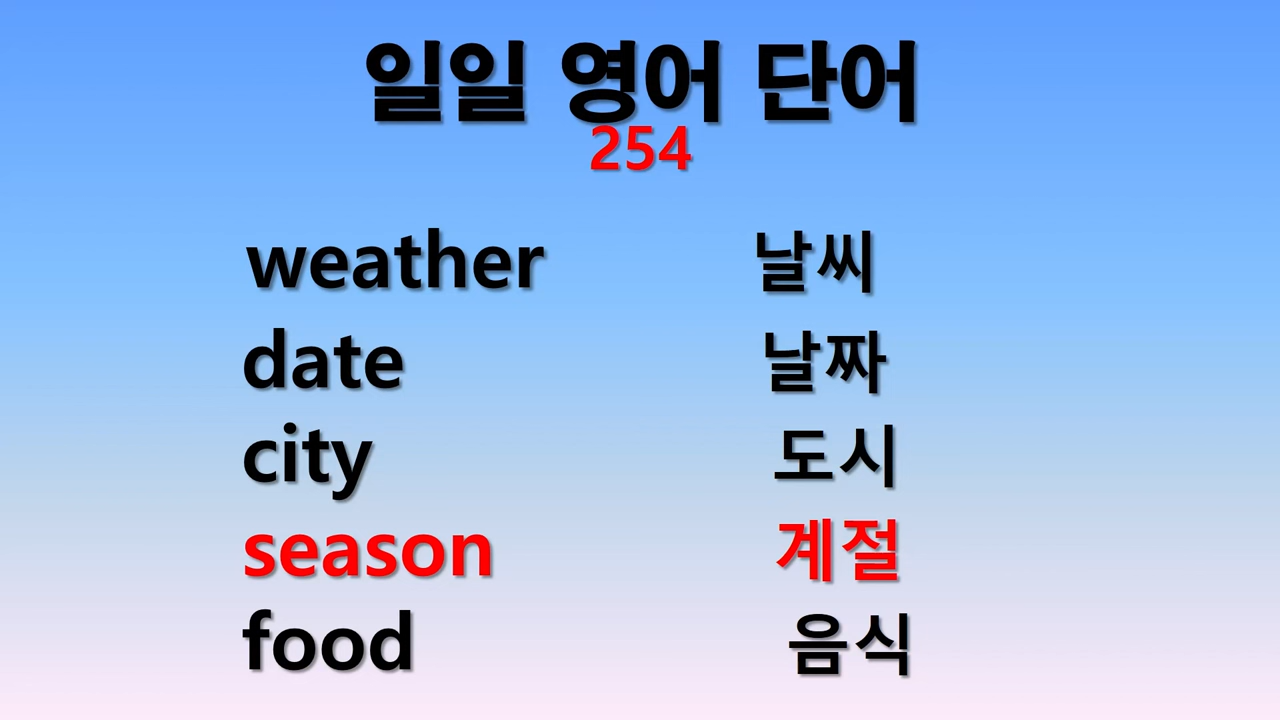 일일 영어 단어
254
weather 날씨
date 날짜
city 도시
season 계절
food 음식